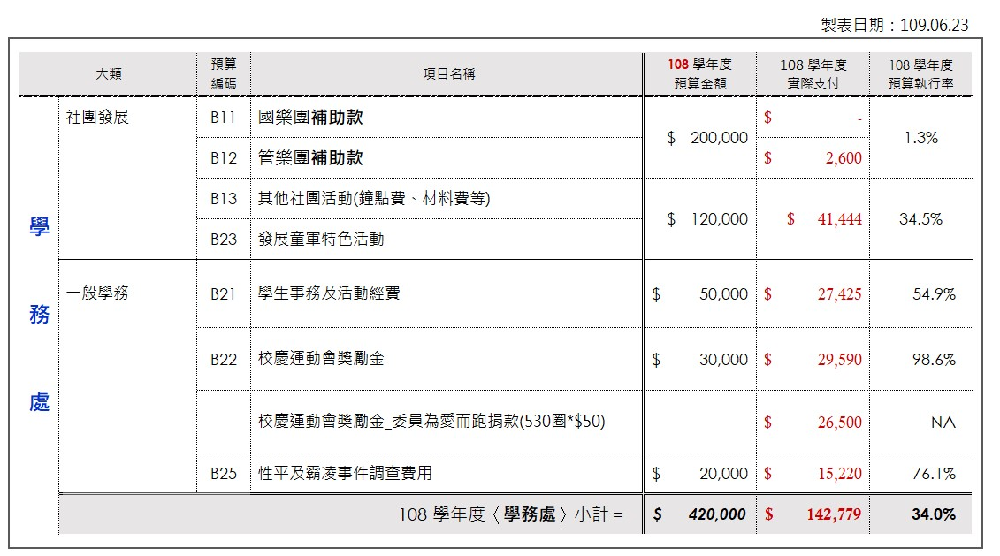 製表日期：109.06.23
大類 預算編碼 項目名稱 108 學年度預算金額 108 學年度實際支付 108 學年度預算執行率
學務處
社團發展 B11 國樂團補助款 $ 200,000 $ - 1.3%
B12 管樂團補助款 $ 2,600
B13 其他社團活動(鐘點費、材料費等) $ 120,000 $ 41,444 34.5%
B23 發展童軍特色活動
一般學務 B21 學生事務及活動經費 $ 50,000 $ 27,425 54.9%
B22 校慶運動會獎勵金 $ 30,000 $ 29,590 98.6%
校慶運動會獎勵金_委員為愛而跑捐款(530圈*$50) $ 26,500 NA
B25 性平及霸凌事件調查費用 $ 20,000 $ 15,220 76.1%
108 學年度〈學務處〉小計 = $ 420,000 $ 142,779 34.0%